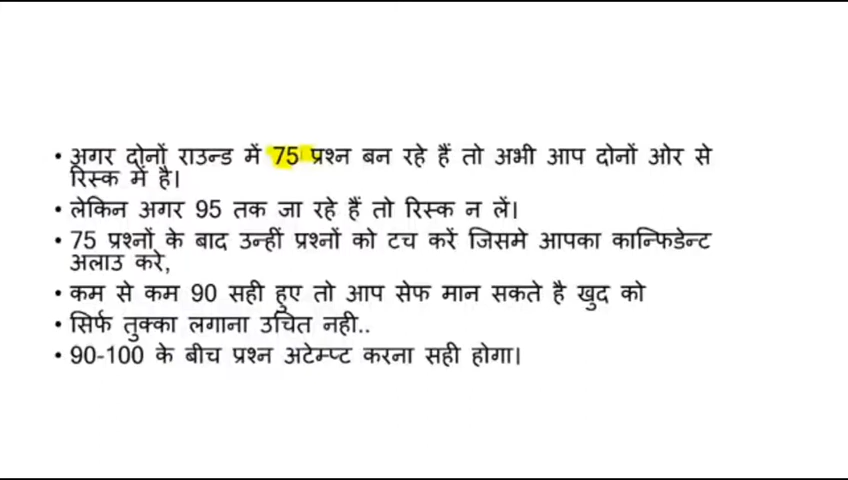 • अगर दोनों राउन्ड में 75 प्रश्न बन रहे हैं तो अभी आप दोनों ओर से
रिस्क में है।
• लेकिन अगर 95 तक जा रहे हैं तो रिस्क न लें।
• 75 प्रश्नों के बाद उन्हीं प्रश्नों को टच करें जिसमे आपका कान्फिडेन्ट
अलाउ करे,
• कम से कम 90 सही हुए तो आप सेफ मान सकते है खुद को
• सिर्फ तुक्का लगाना उचित नही..
• 90-100 के बीच प्रश्न अटेम्प्ट करना सही होगा।